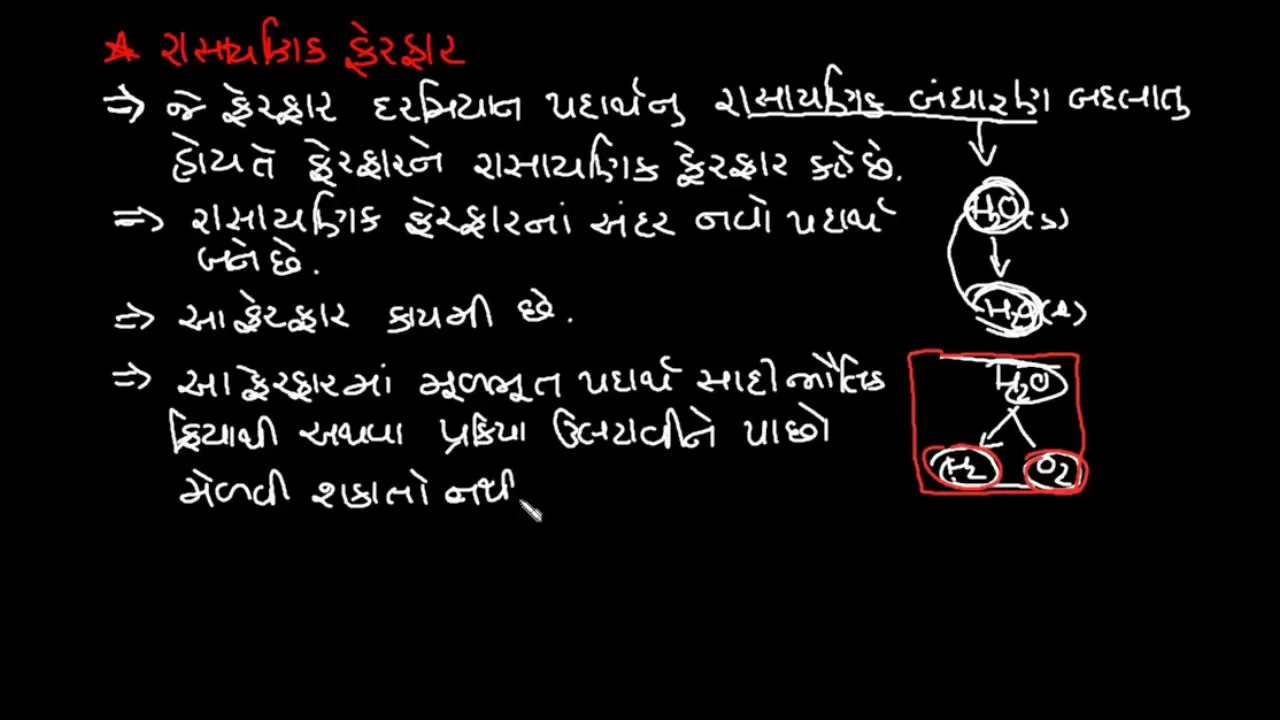 ★ રાસાયણિક ફેરફાર
⇒ જે ફેરફાર દરમિયાન પદાર્થનુ રાસાયણિક બંધારણ બદલાતુ
હોય તે ફેરફારને રાસાયણિક ફેરફાર કહે છે.
⇒ રાસાયણિક ફેરફારનાં અંદર નવો પદાર્થ
બને છે.
⇒ આ ફેરફાર કાયમી છે.
⇒ આ ફેરફારમાં મૂળભૂત પદાર્થ સાદી ભૌતિક
ક્રિયાથી અથવા પ્રક્રિયા ઉલટાવીને પાછો
મેળવી શકાતો નથી
H₂O
H₂O
H₂O
H₂ O₂